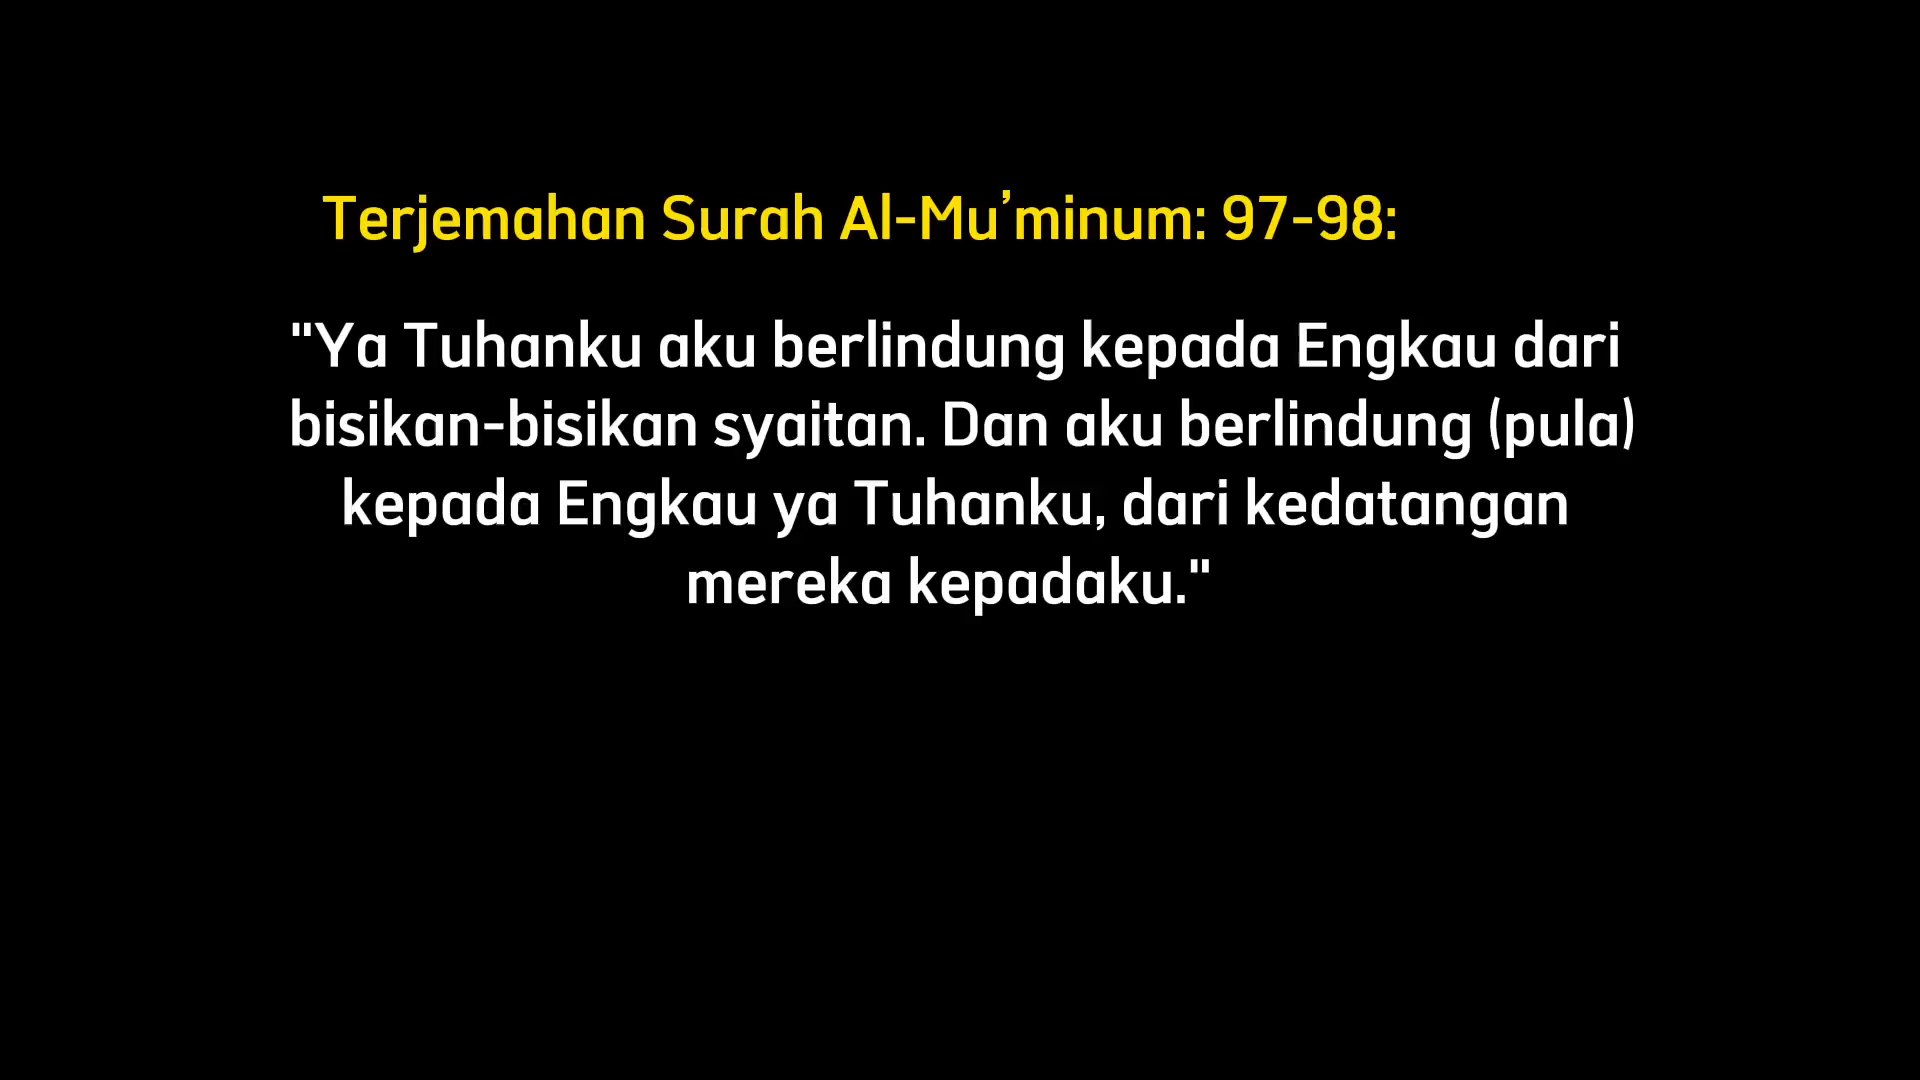 Terjemahan Surah Al-Mu’minum: 97-98:
"Ya Tuhanku aku berlindung kepada Engkau dari
bisikan-bisikan syaitan. Dan aku berlindung (pula)
kepada Engkau ya Tuhanku, dari kedatangan
mereka kepadaku."